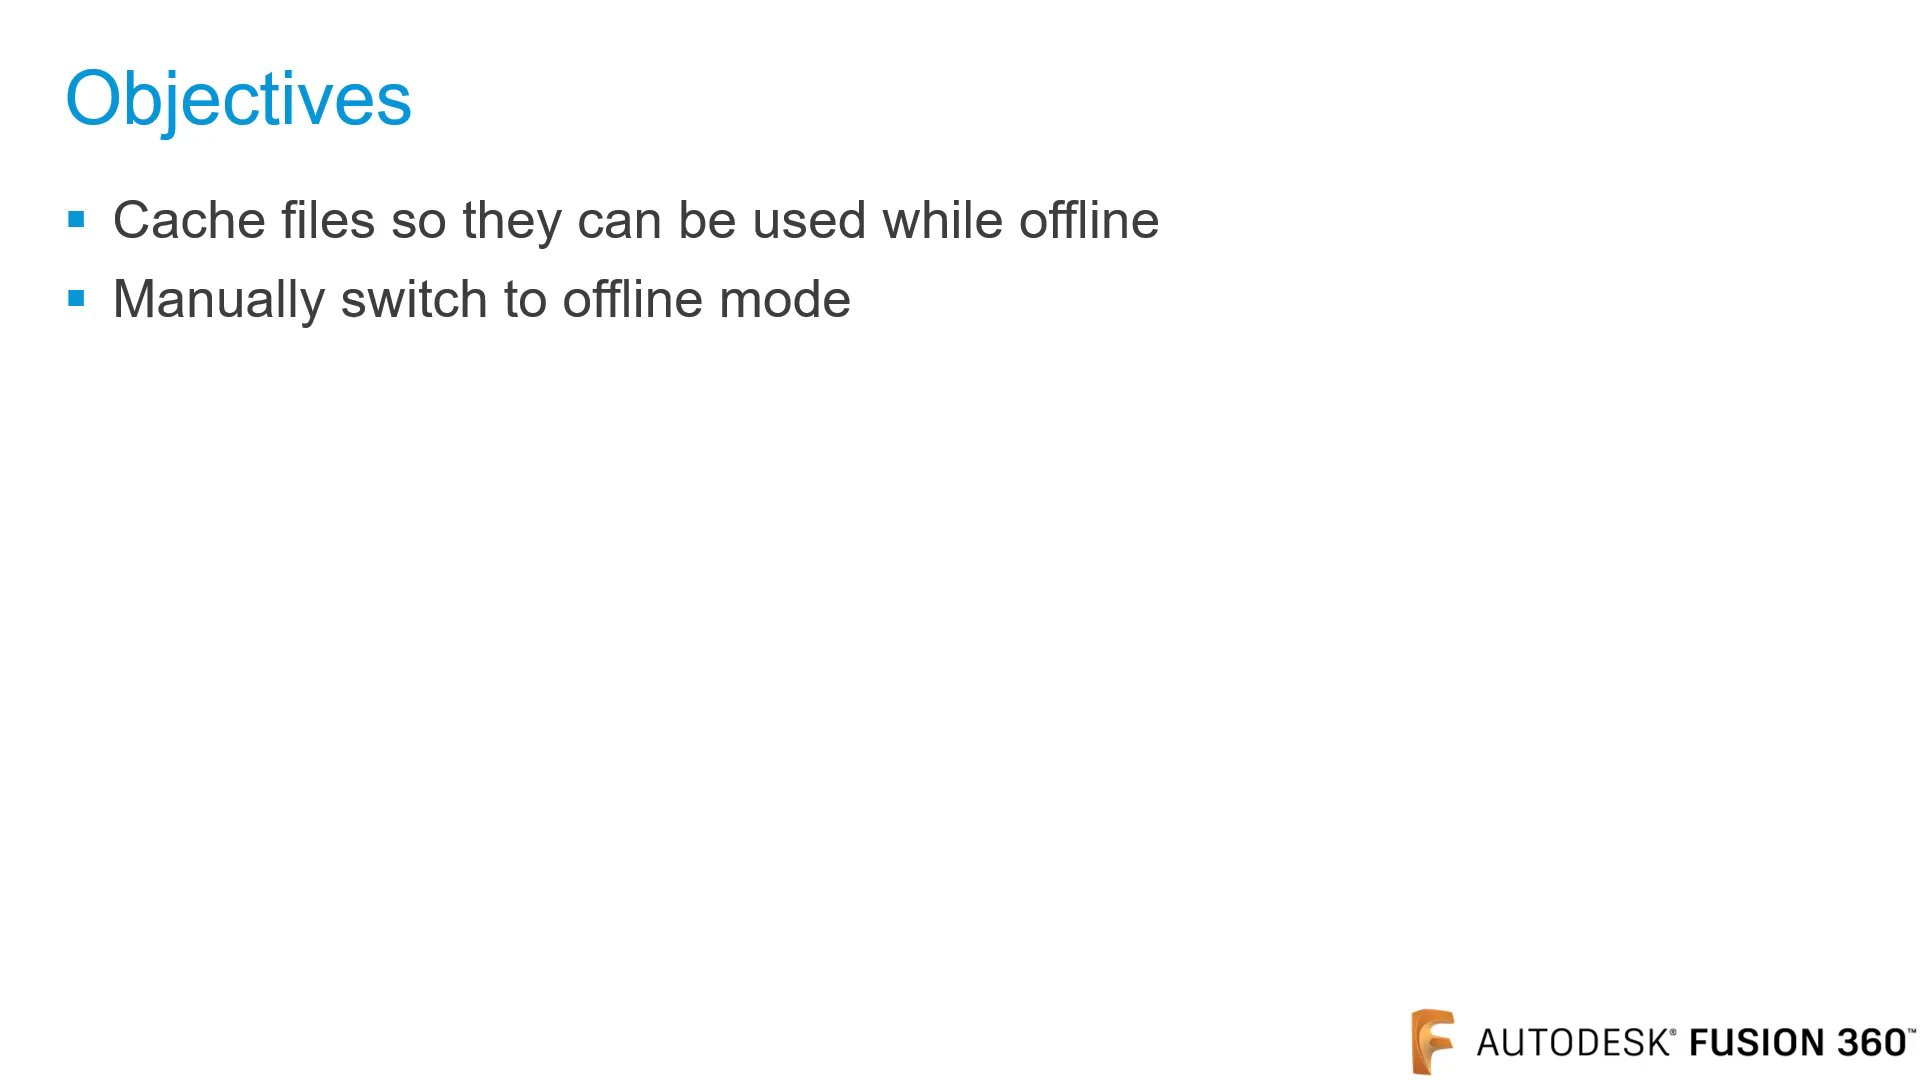 Objectives
Cache files so they can be used while offline
Manually switch to offline mode
AUTODESK® FUSION 360™